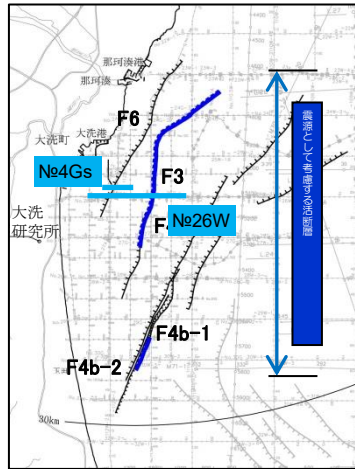 那珂湊港
那珂湊
F6
大洗港
大洗町
№4Gs
F3
№26W
大洗
研究所
F4b-1
F4b-2
30km
震源として考慮する活断層